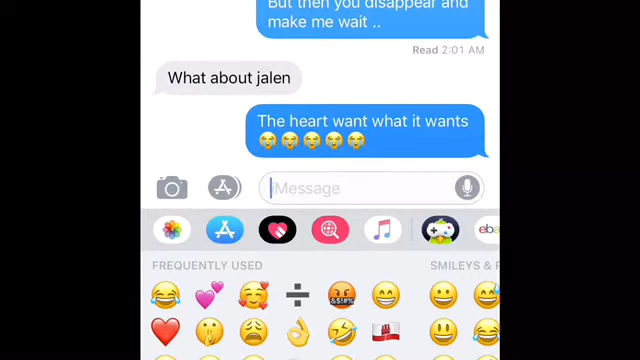 But then you disappear and
make me wait ..
Read 2:01 AM
What about jalen
The heart want what it wants
😭😭😭😭😭
iMessage
FREQUENTLY USED
SMILEYS & P
&$!#%